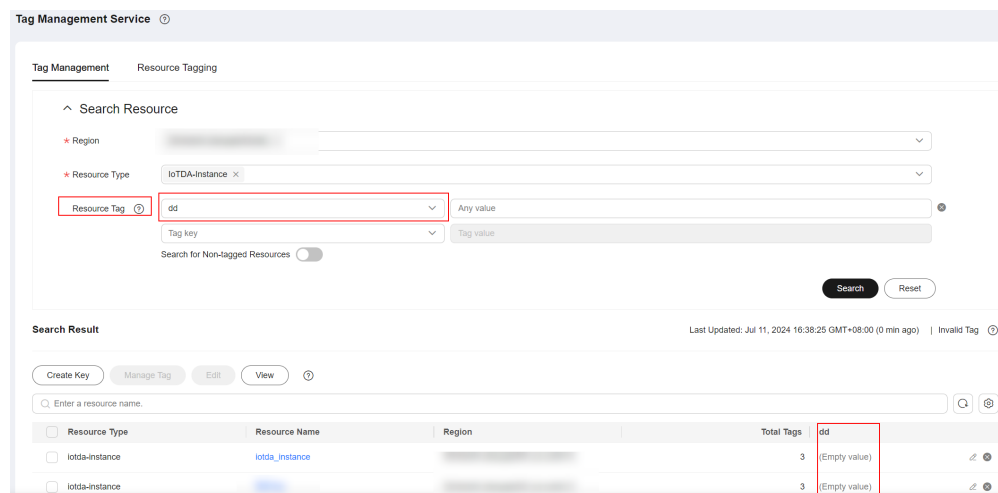 Tag Management Service ?
Tag Management Resource Tagging
Search Resource
* Region
* Resource Type IoTDA-Instance ×
Resource Tag ? dd Any value
Tag key Tag value
Search for Non-tagged Resources
Search Reset
Search Result Last Updated: Jul 11, 2024 16:38:25 GMT+08:00 (0 min ago) | Invalid Tag ?
Create Key Manage Tag Edit View ?
Enter a resource name.
Resource Type Resource Name Region Total Tags dd
iotda-instance iotda_instance 3 (Empty value)
iotda-instance 3 (Empty value)